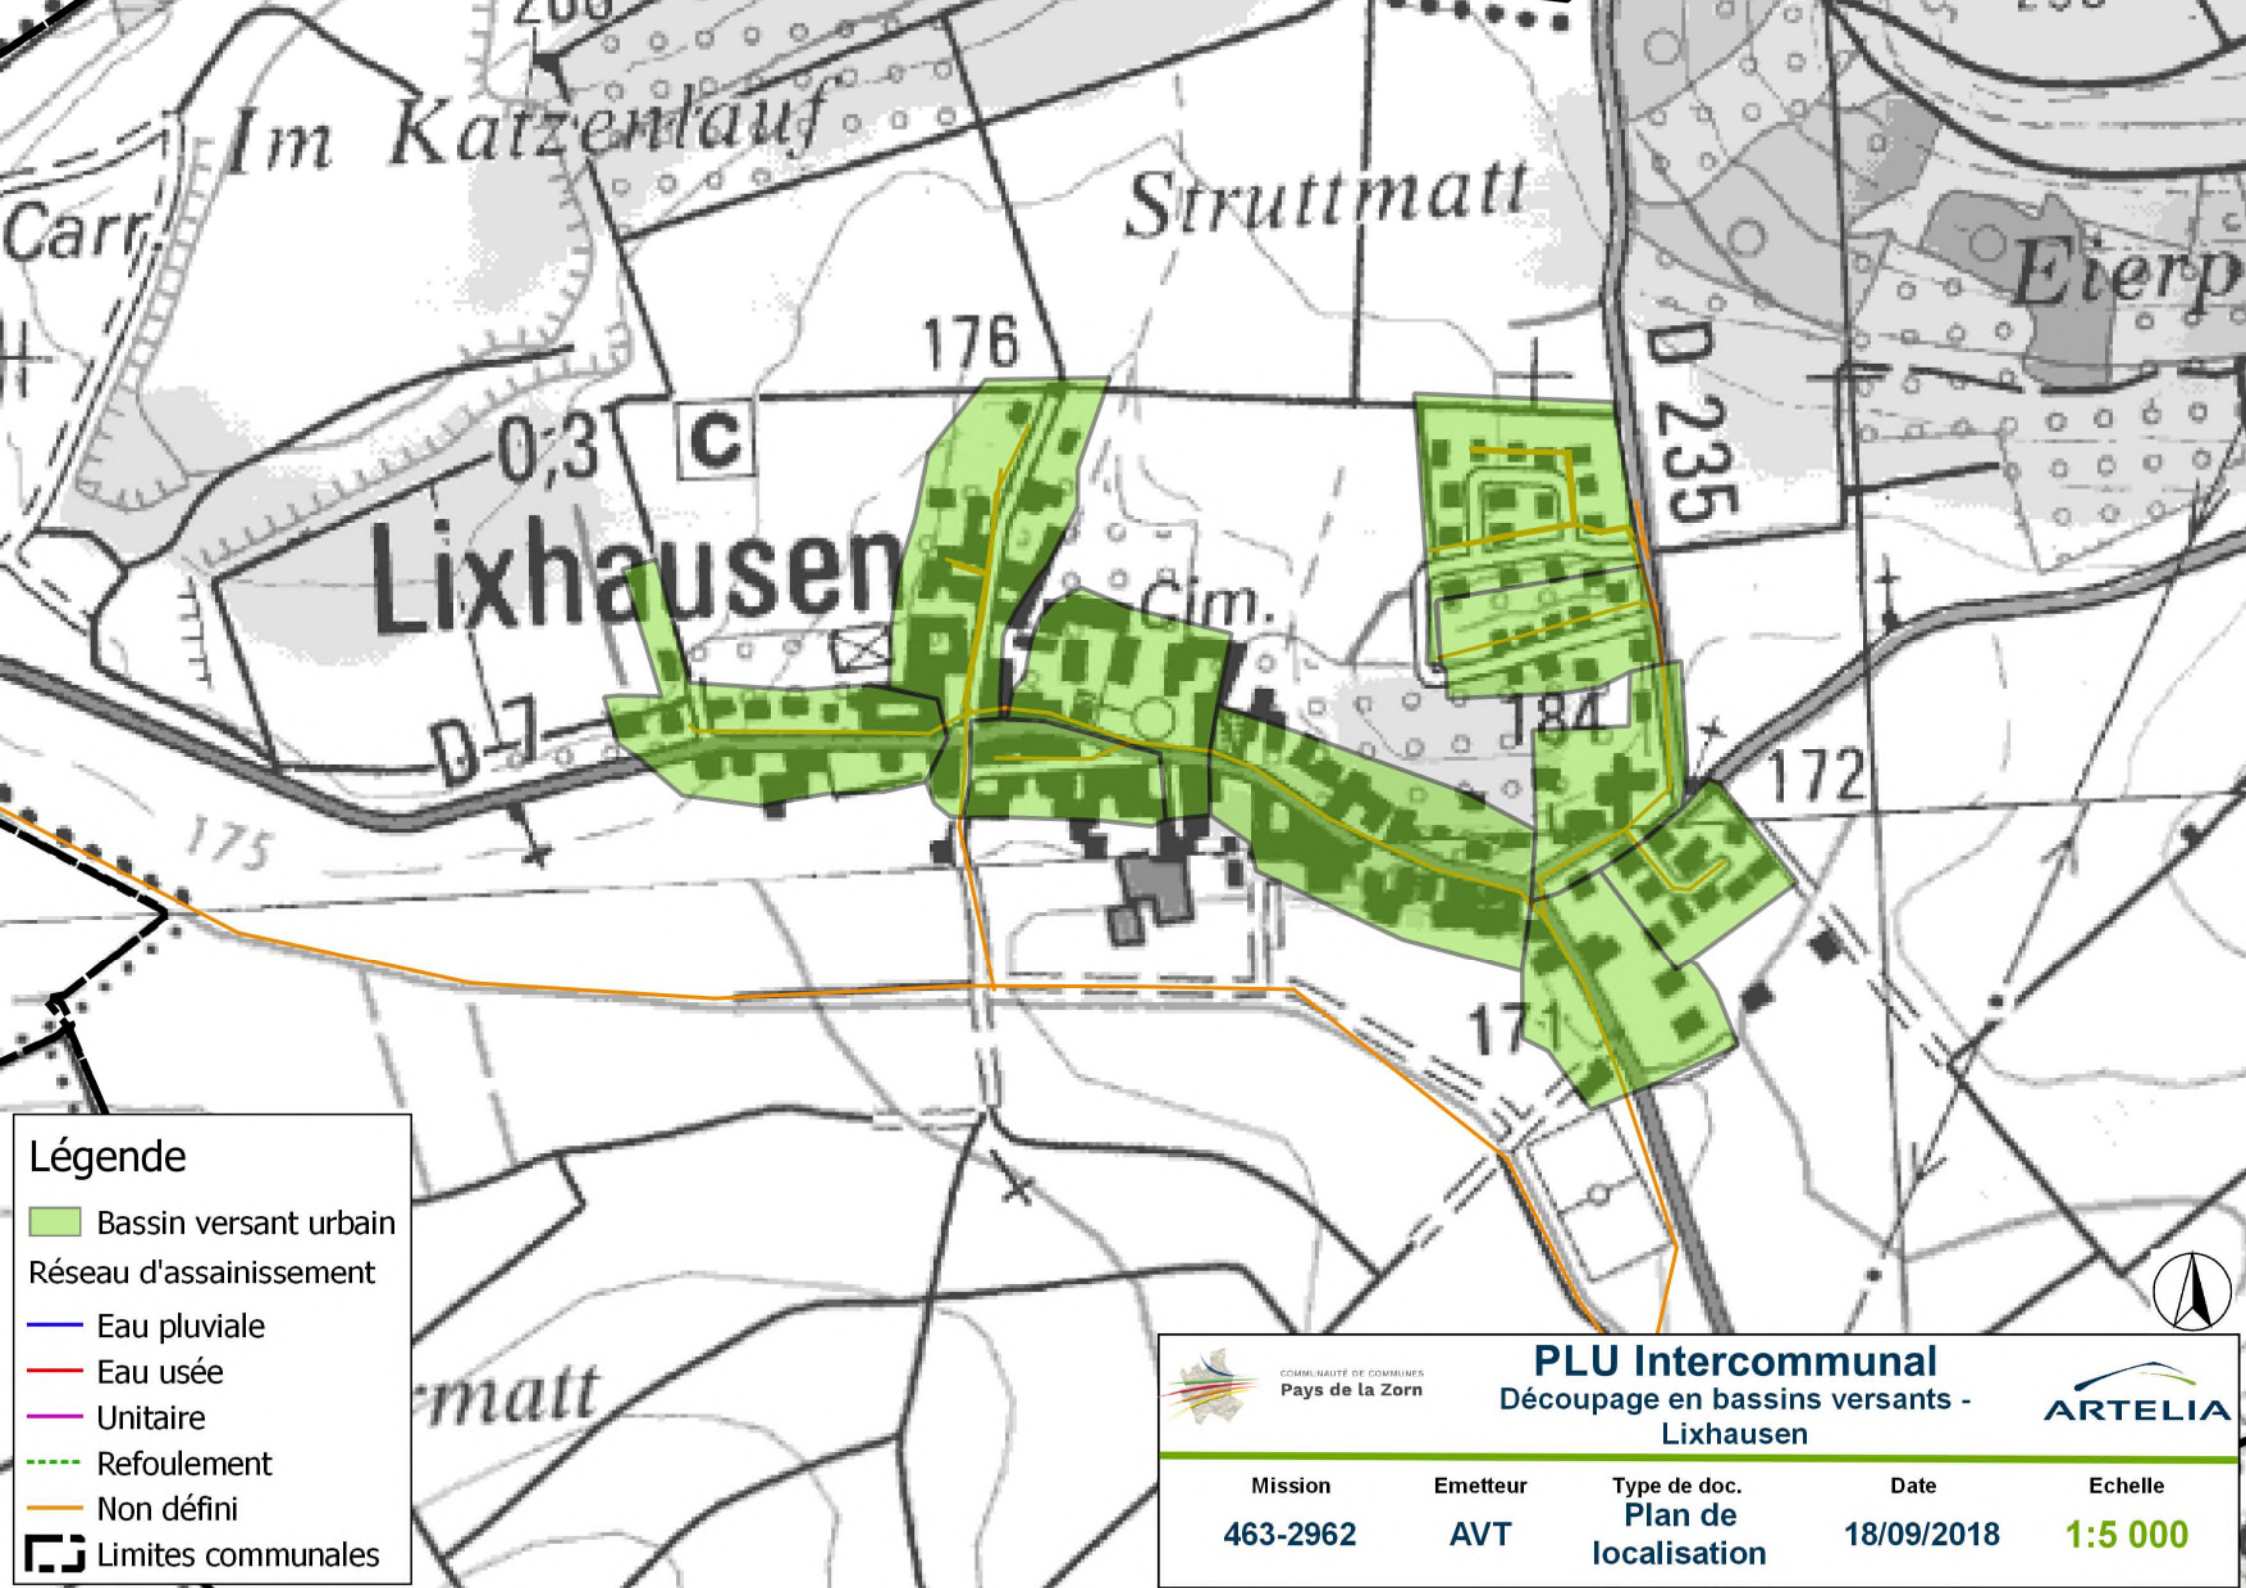 Im Katzenlauf
Struttmatt
Carr.
Eierp
176
D 235
0,3
C
Lixhausen
Cim.
184
D 7
172
175
171
rmatt
Légende
Bassin versant urbain
Réseau d'assainissement
Eau pluviale
Eau usée
Unitaire
Refoulement
Non défini
Limites communales
COMMUNAUTÉ DE COMMUNES
Pays de la Zorn
PLU Intercommunal
Découpage en bassins versants -
Lixhausen
ARTELIA
Mission
Emetteur
Type de doc.
Date
Echelle
463-2962
AVT
Plan de
localisation
18/09/2018
1:5 000